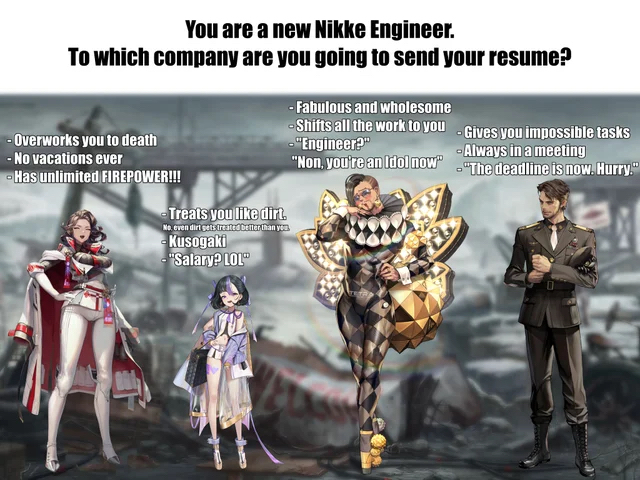 You are a new Nikke Engineer.
To which company are you going to send your resume?
- Overworks you to death
- No vacations ever
- Has unlimited FIREPOWER!!!
- Treats you like dirt.
No. even dirt gets treated better than you.
- Kusogaki
- "Salary? LOL"
- Fabulous and wholesome
- Shifts all the work to you
- "Engineer?"
"Non, you're an Idol now"
- Gives you impossible tasks
- Always in a meeting
- "The deadline is now. Hurry."